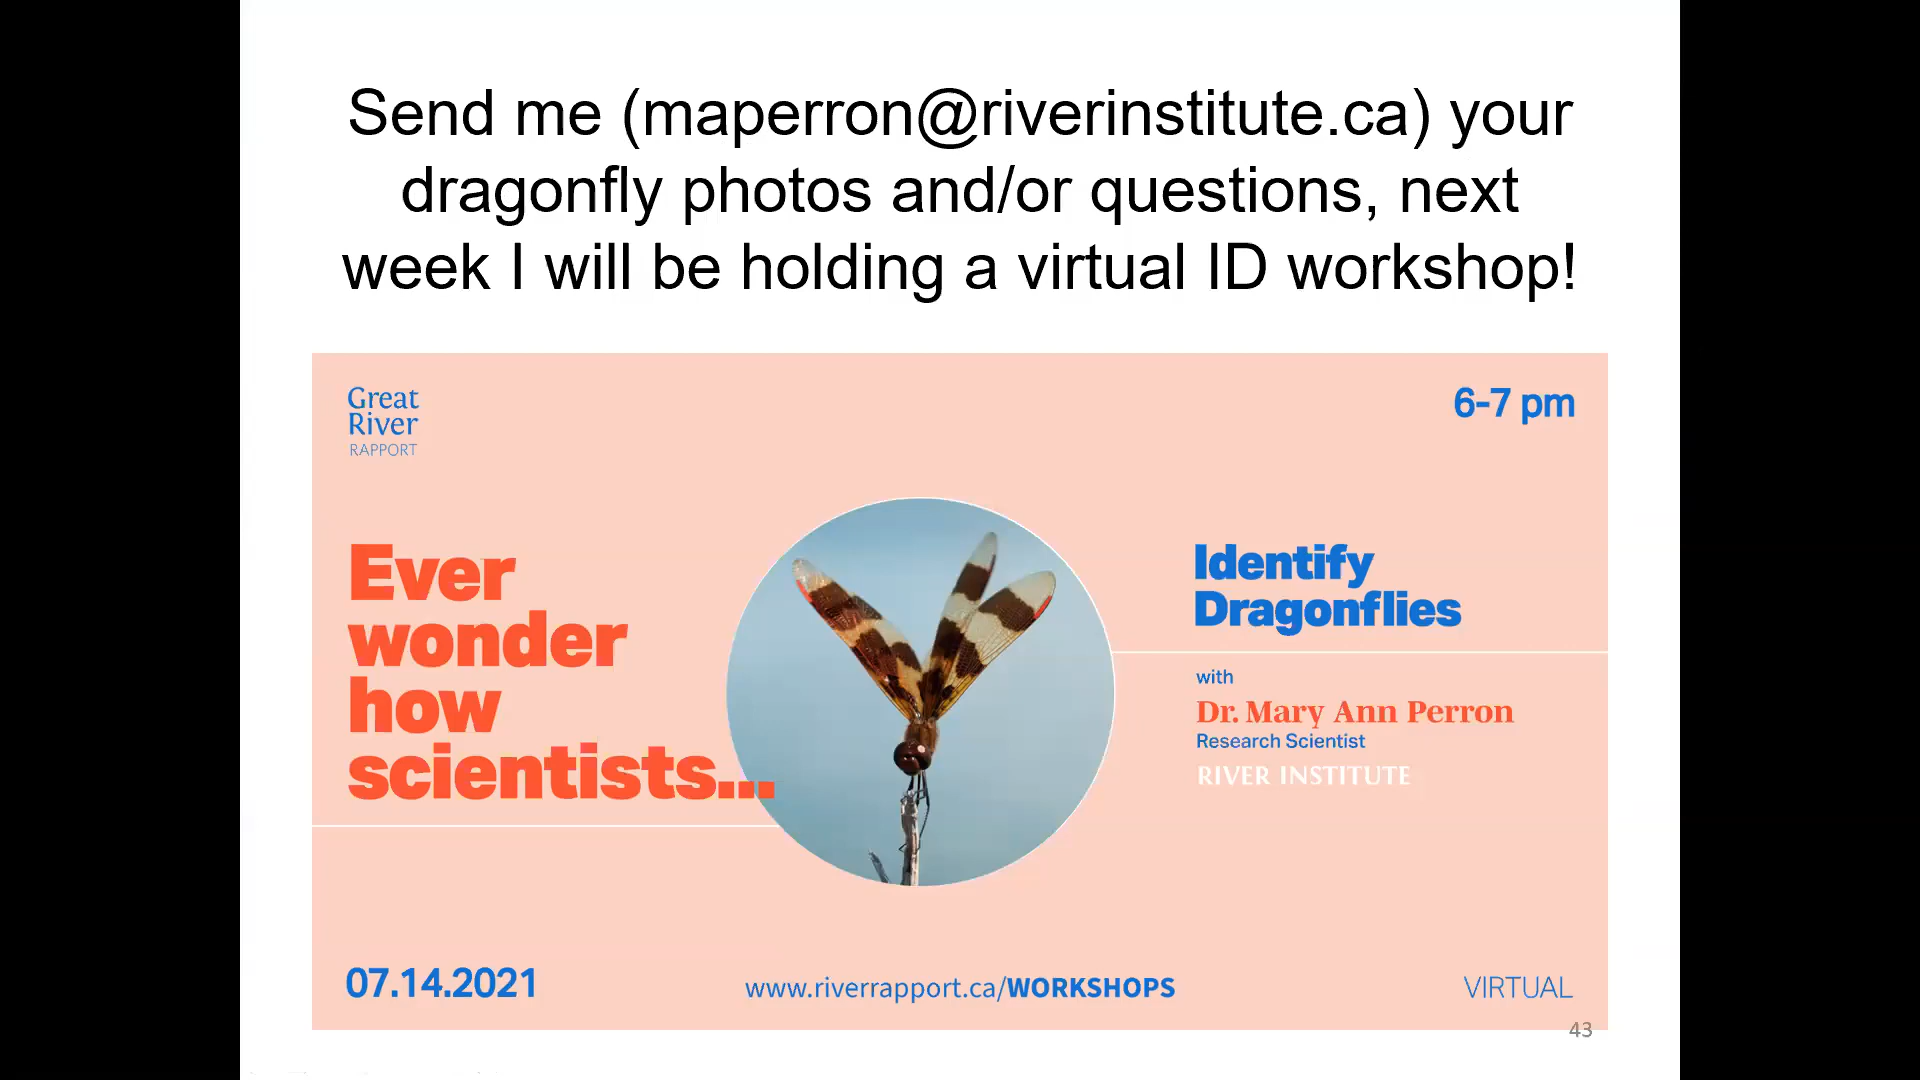 Send me (maperron@riverinstitute.ca) your
dragonfly photos and/or questions, next
week I will be holding a virtual ID workshop!
Great
River
RAPPORT
6-7 pm
Ever
wonder
how
scientists...
Identify
Dragonflies
with
Dr. Mary Ann Perron
Research Scientist
RIVER INSTITUTE
07.14.2021
www.riverrapport.ca/WORKSHOPS
VIRTUAL
43